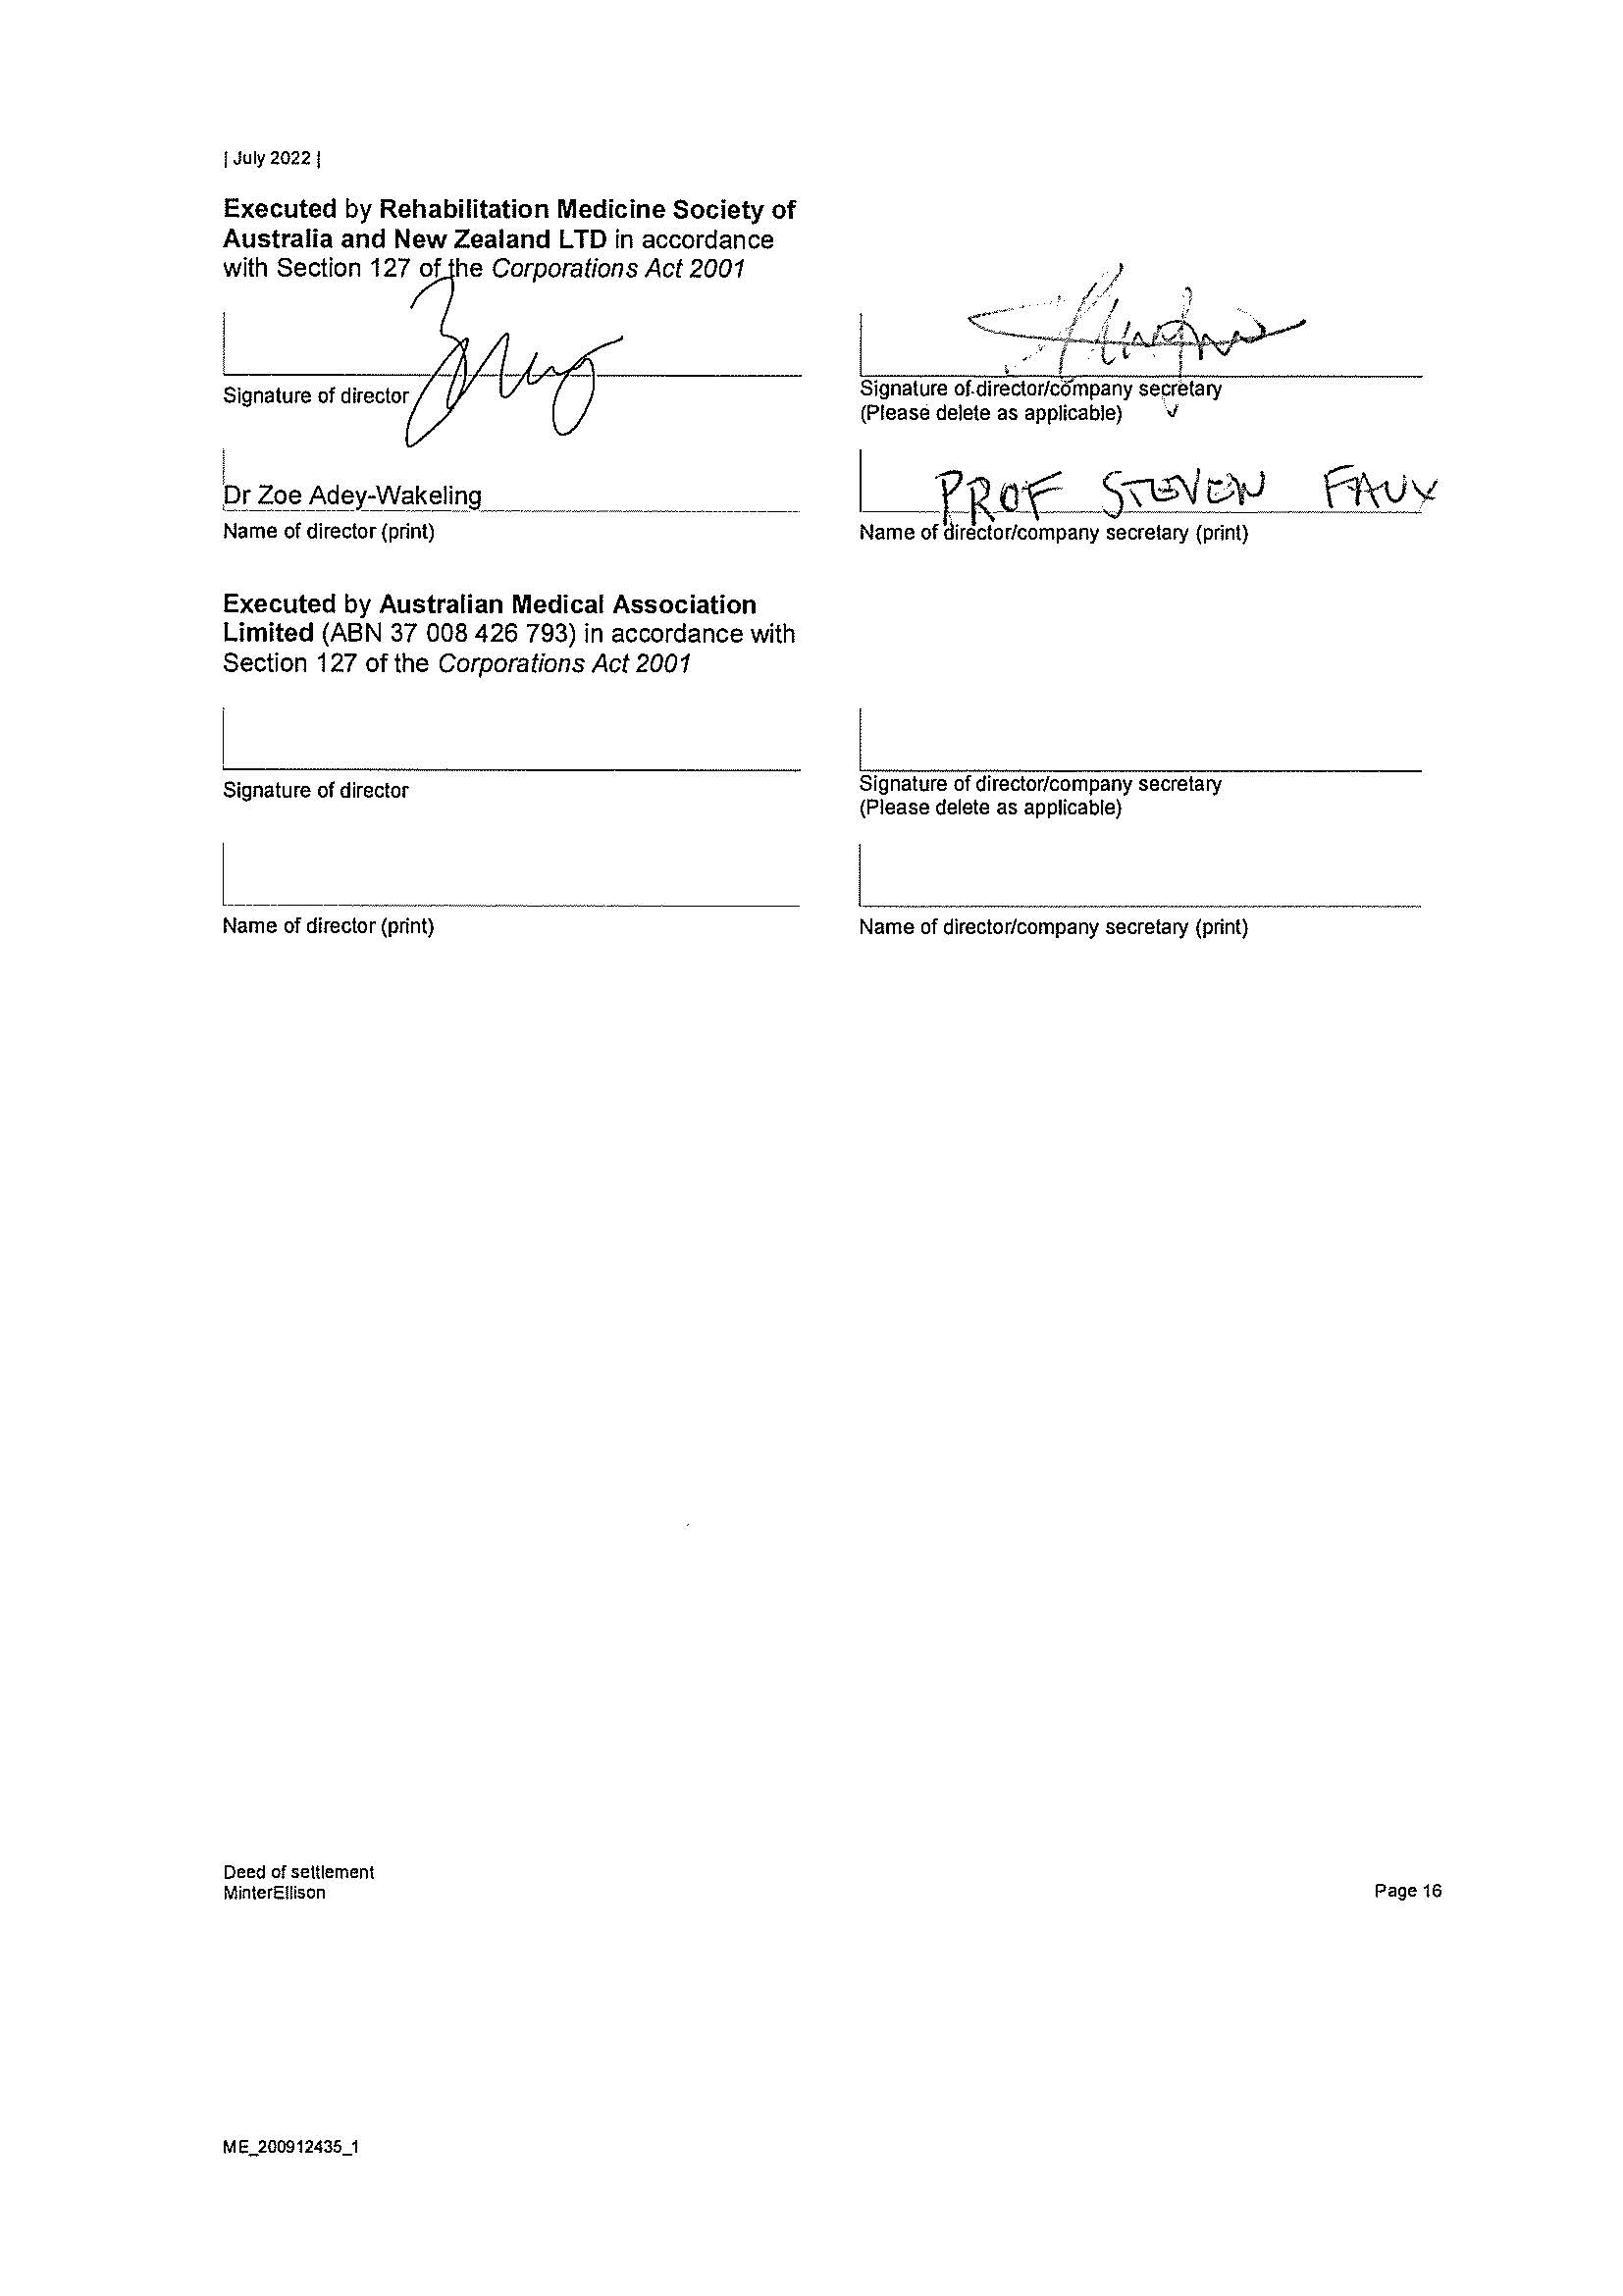 | July 2022 |
Executed by Rehabilitation Medicine Society of
Australia and New Zealand LTD in accordance
with Section 127 of the Corporations Act 2001
Signature of director
Signature of director/company secretary
(Please delete as applicable)
Dr Zoe Adey-Wakeling
PROF STEVEN FAUX
Name of director (print)
Name of director/company secretary (print)
Executed by Australian Medical Association
Limited (ABN 37 008 426 793) in accordance with
Section 127 of the Corporations Act 2001
Signature of director
Signature of director/company secretary
(Please delete as applicable)
Name of director (print)
Name of director/company secretary (print)
Deed of settlement
MinterEllison
Page 16
ME_200912435_1